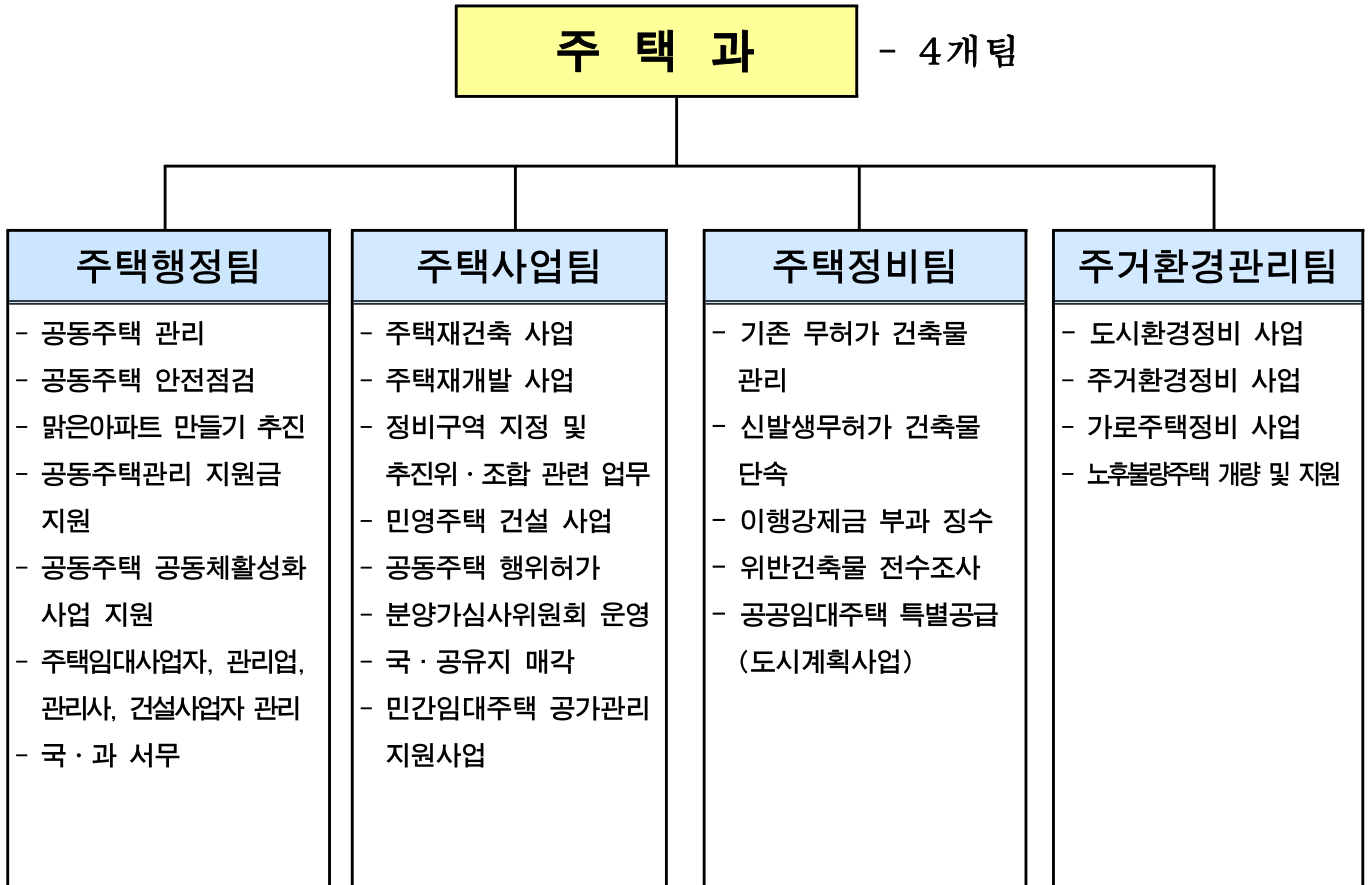 주 택 과
- 4개팀
주택행정팀
- 공동주택 관리
- 공동주택 안전점검
- 맑은아파트 만들기 추진
- 공동주택관리 지원금
지원
- 공동주택 공동체활성화
사업 지원
- 주택임대사업자, 관리업,
관리사, 건설사업자 관리
- 국·과 서무
주택사업팀
- 주택재건축 사업
- 주택재개발 사업
- 정비구역 지정 및
추진위·조합 관련 업무
- 민영주택 건설 사업
- 공동주택 행위허가
- 분양가심사위원회 운영
- 국·공유지 매각
- 민간임대주택 공가관리
지원사업
주택정비팀
- 기존 무허가 건축물
관리
- 신발생무허가 건축물
단속
- 이행강제금 부과 징수
- 위반건축물 전수조사
- 공공임대주택 특별공급
(도시계획사업)
주거환경관리팀
- 도시환경정비 사업
- 주거환경정비 사업
- 가로주택정비 사업
- 노후불량주택 개량 및 지원